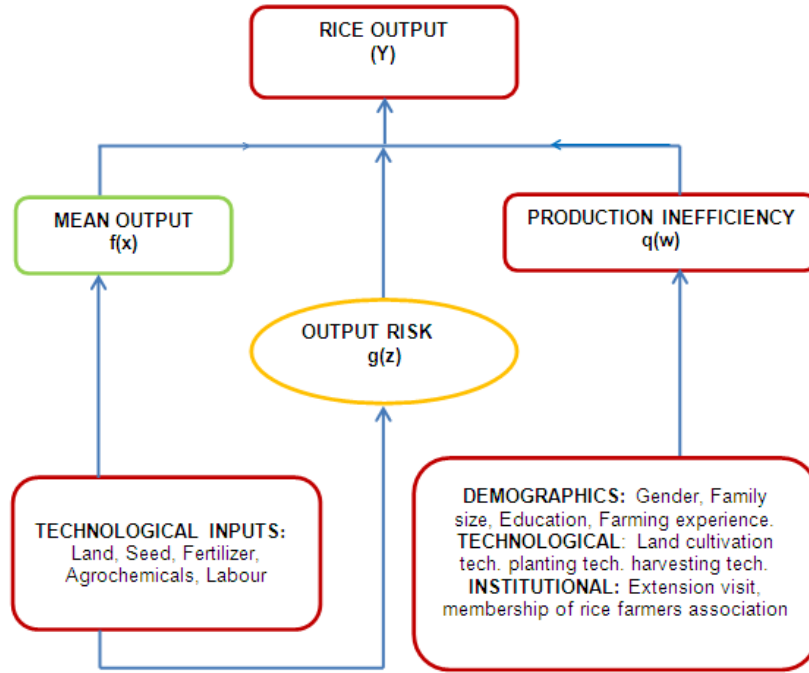 RICE OUTPUT
(Y)
MEAN OUTPUT
f(x)
PRODUCTION INEFFICIENCY
q(w)
OUTPUT RISK
g(z)
TECHNOLOGICAL INPUTS:
Land, Seed, Fertilizer,
Agrochemicals, Labour
DEMOGRAPHICS: Gender, Family
size, Education, Farming experience.
TECHNOLOGICAL: Land cultivation
tech. planting tech. harvesting tech.
INSTITUTIONAL: Extension visit,
membership of rice farmers association